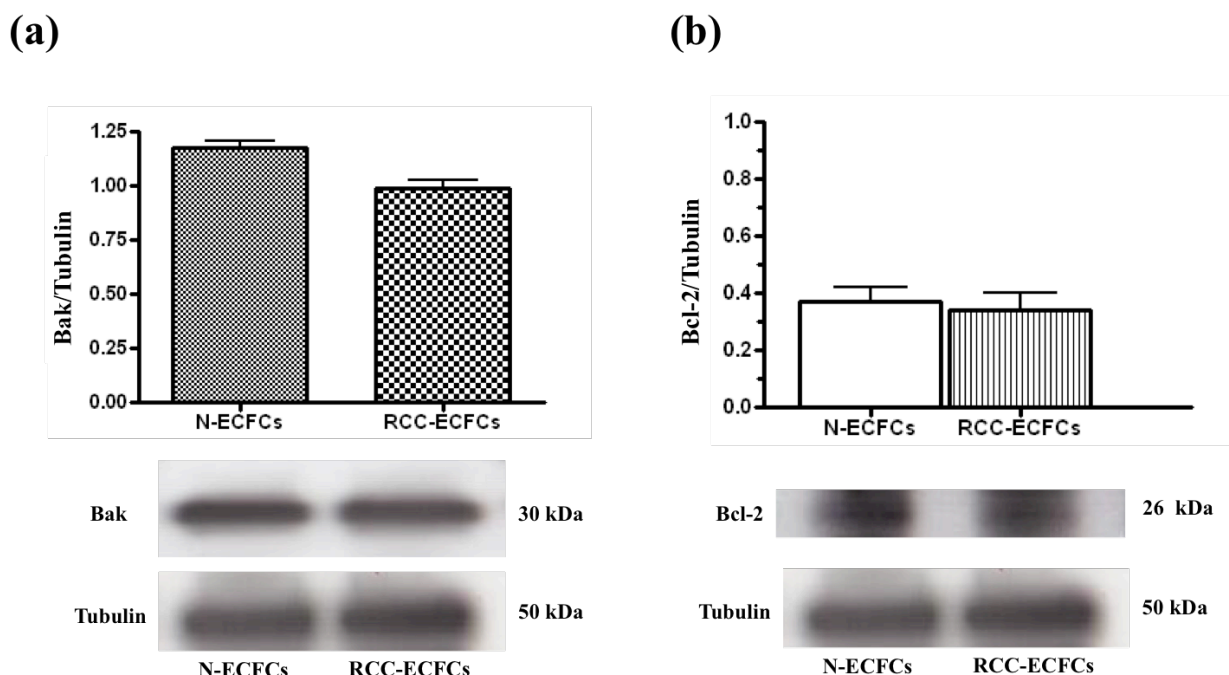 (a)
Bak/Tubulin
1.25
1.00
0.75
0.50
0.25
0.00
N-ECFCs RCC-ECFCs
Bak 30 kDa
Tubulin 50 kDa
N-ECFCs RCC-ECFCs
(b)
Bcl-2/Tubulin
1.0
0.8
0.6
0.4
0.2
0.0
N-ECFCs RCC-ECFCs
Bcl-2 26 kDa
Tubulin 50 kDa
N-ECFCs RCC-ECFCs